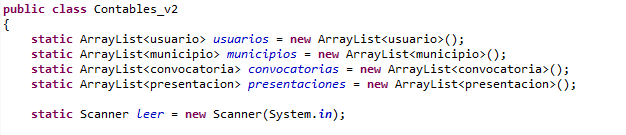 public class Contables_v2
{
static ArrayList<usuario> usuarios = new ArrayList<usuario>();
static ArrayList<municipio> municipios = new ArrayList<municipio>();
static ArrayList<convocatoria> convocatorias = new ArrayList<convocatoria>();
static ArrayList<presentacion> presentaciones = new ArrayList<presentacion>();
static Scanner leer = new Scanner(System.in);